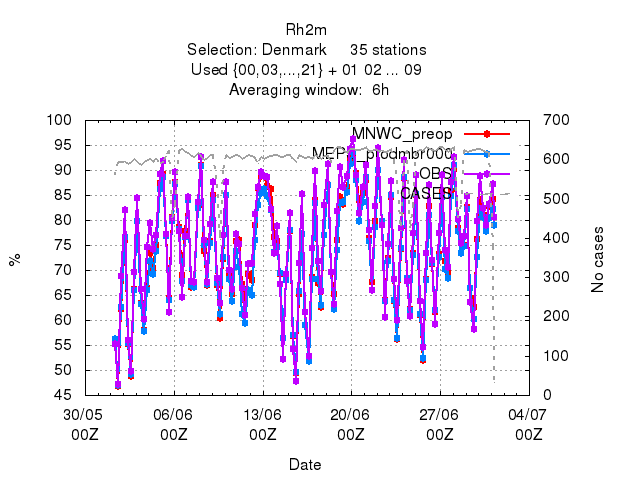 Rh2m
Selection: Denmark 35 stations
Used {00,03,...,21} + 01 02 ... 09
Averaging window: 6h
100 700
95 MNWC_preop
90 MEPS_prodmbr000 600
85 OBS
80 CASES 500
75 400
70
65 300
60 200
55
50 100
45 0
% No cases
30/05 06/06 13/06 20/06 27/06 04/07
00Z 00Z 00Z 00Z 00Z 00Z
Date